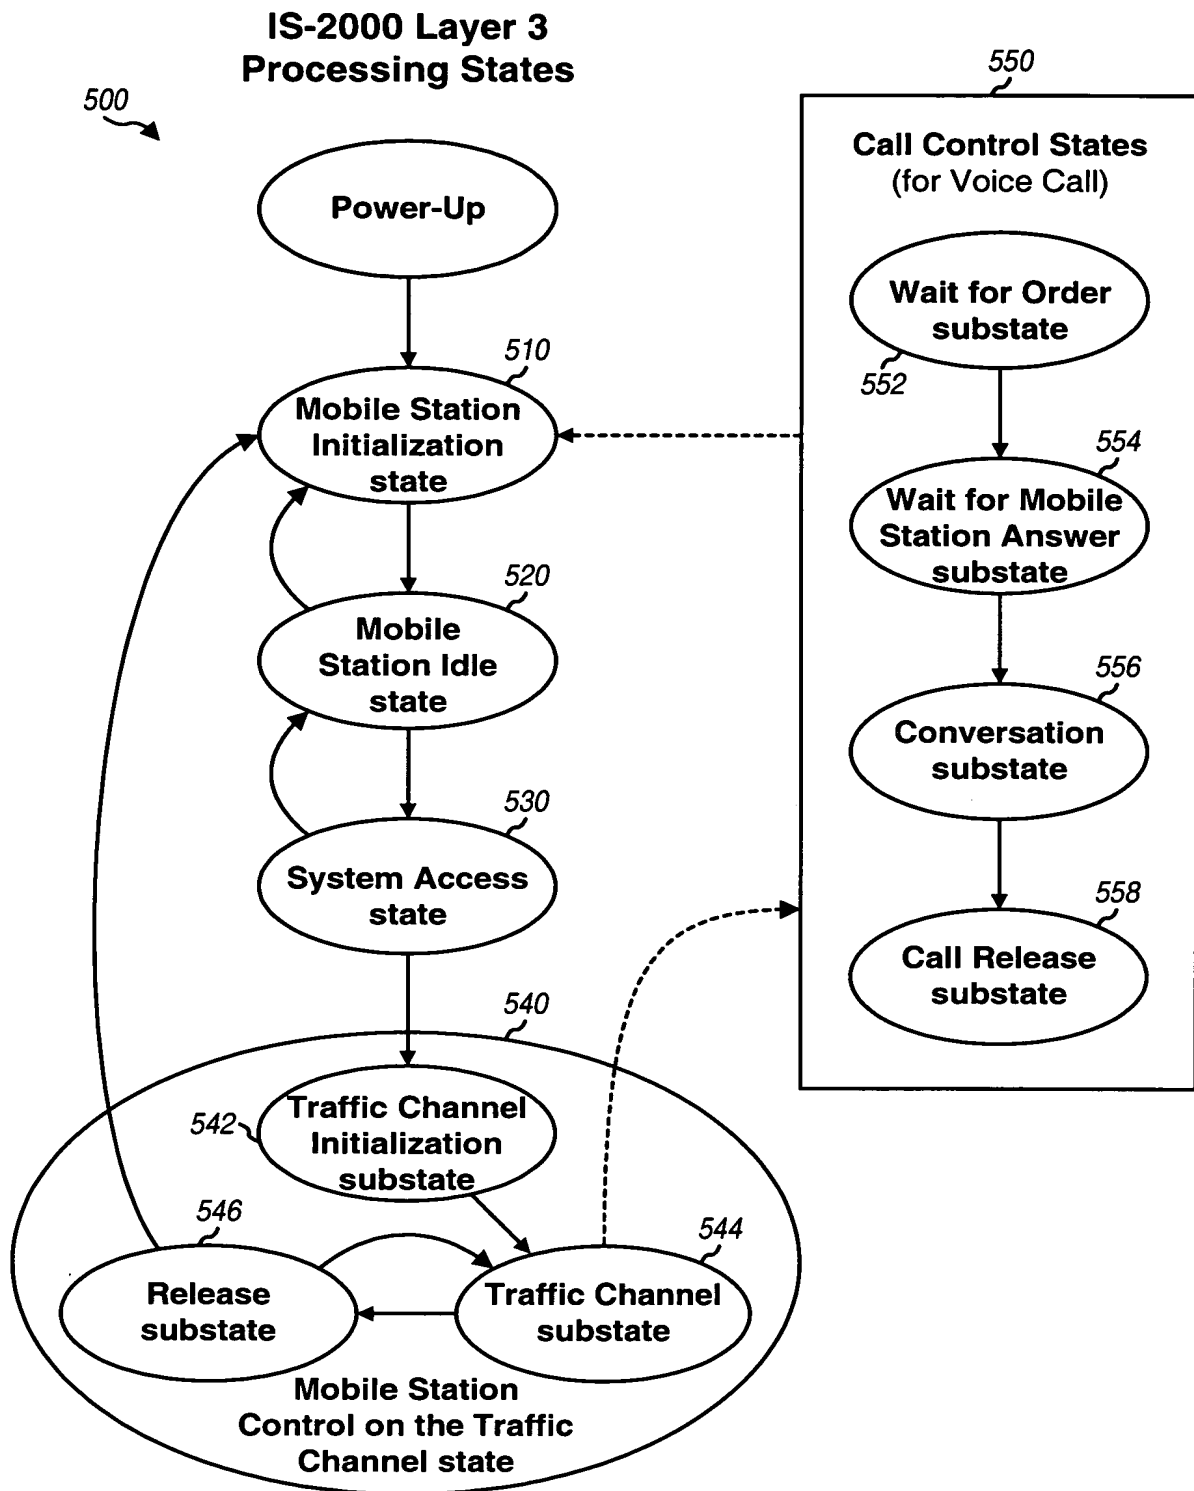 IS-2000 Layer 3
Processing States
500
Power-Up
510
Mobile Station
Initialization
state
520
Mobile
Station Idle
state
530
System Access
state
540
542
Traffic Channel
Initialization
substate
546
Release
substate
544
Traffic Channel
substate
Mobile Station
Control on the Traffic
Channel state
550
Call Control States
(for Voice Call)
Wait for Order
substate
552
554
Wait for Mobile
Station Answer
substate
556
Conversation
substate
558
Call Release
substate